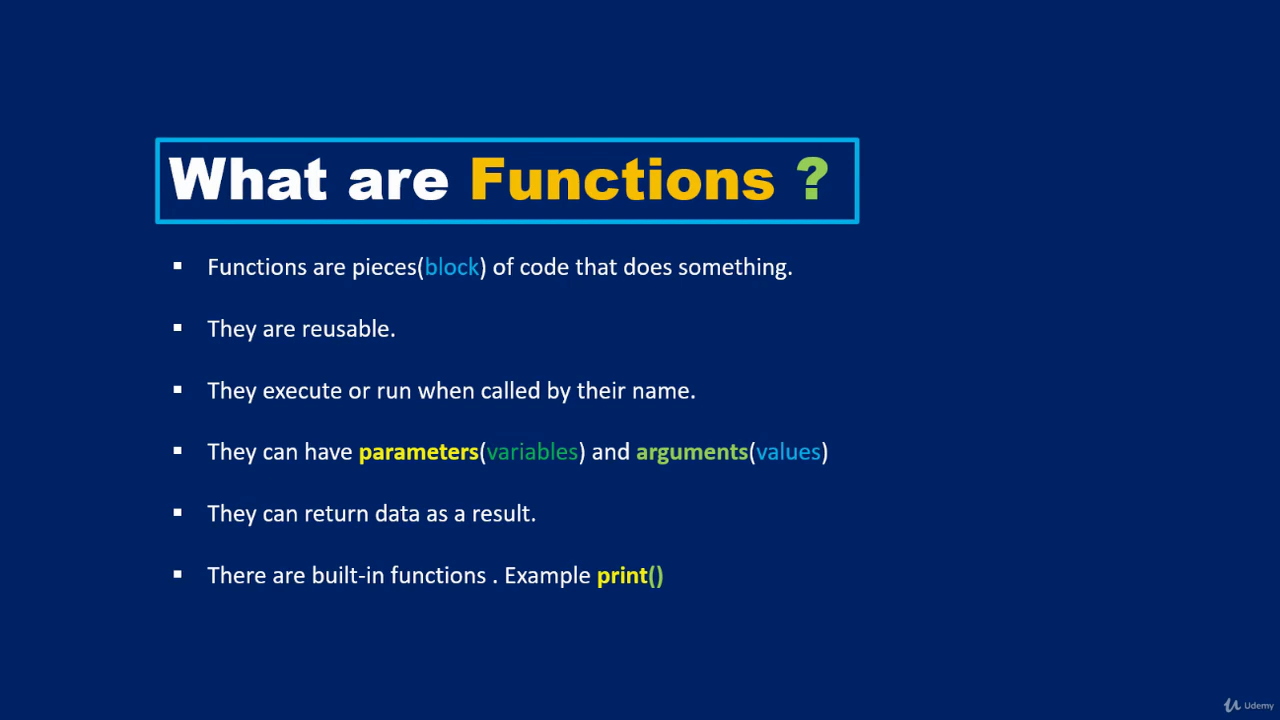 What are Functions ?
▪ Functions are pieces(block) of code that does something.
▪ They are reusable.
▪ They execute or run when called by their name.
▪ They can have parameters(variables) and arguments(values)
▪ They can return data as a result.
▪ There are built-in functions . Example print()
Udemy